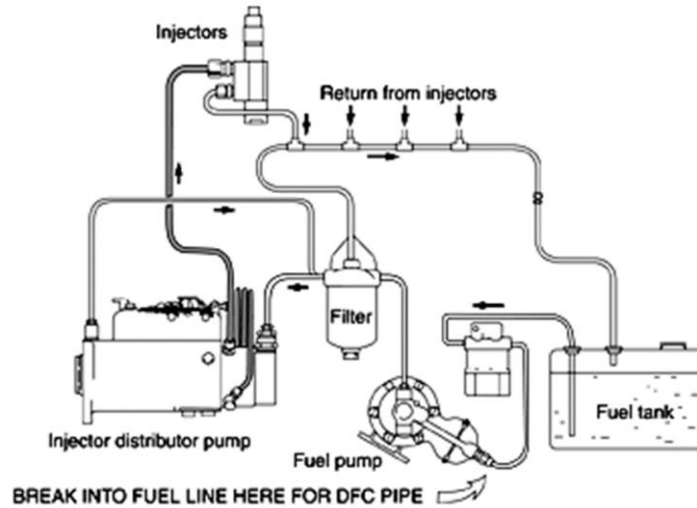 Injectors
Return from injectors
Filter
Fuel tank
Injector distributor pump
Fuel pump
BREAK INTO FUEL LINE HERE FOR DFC PIPE